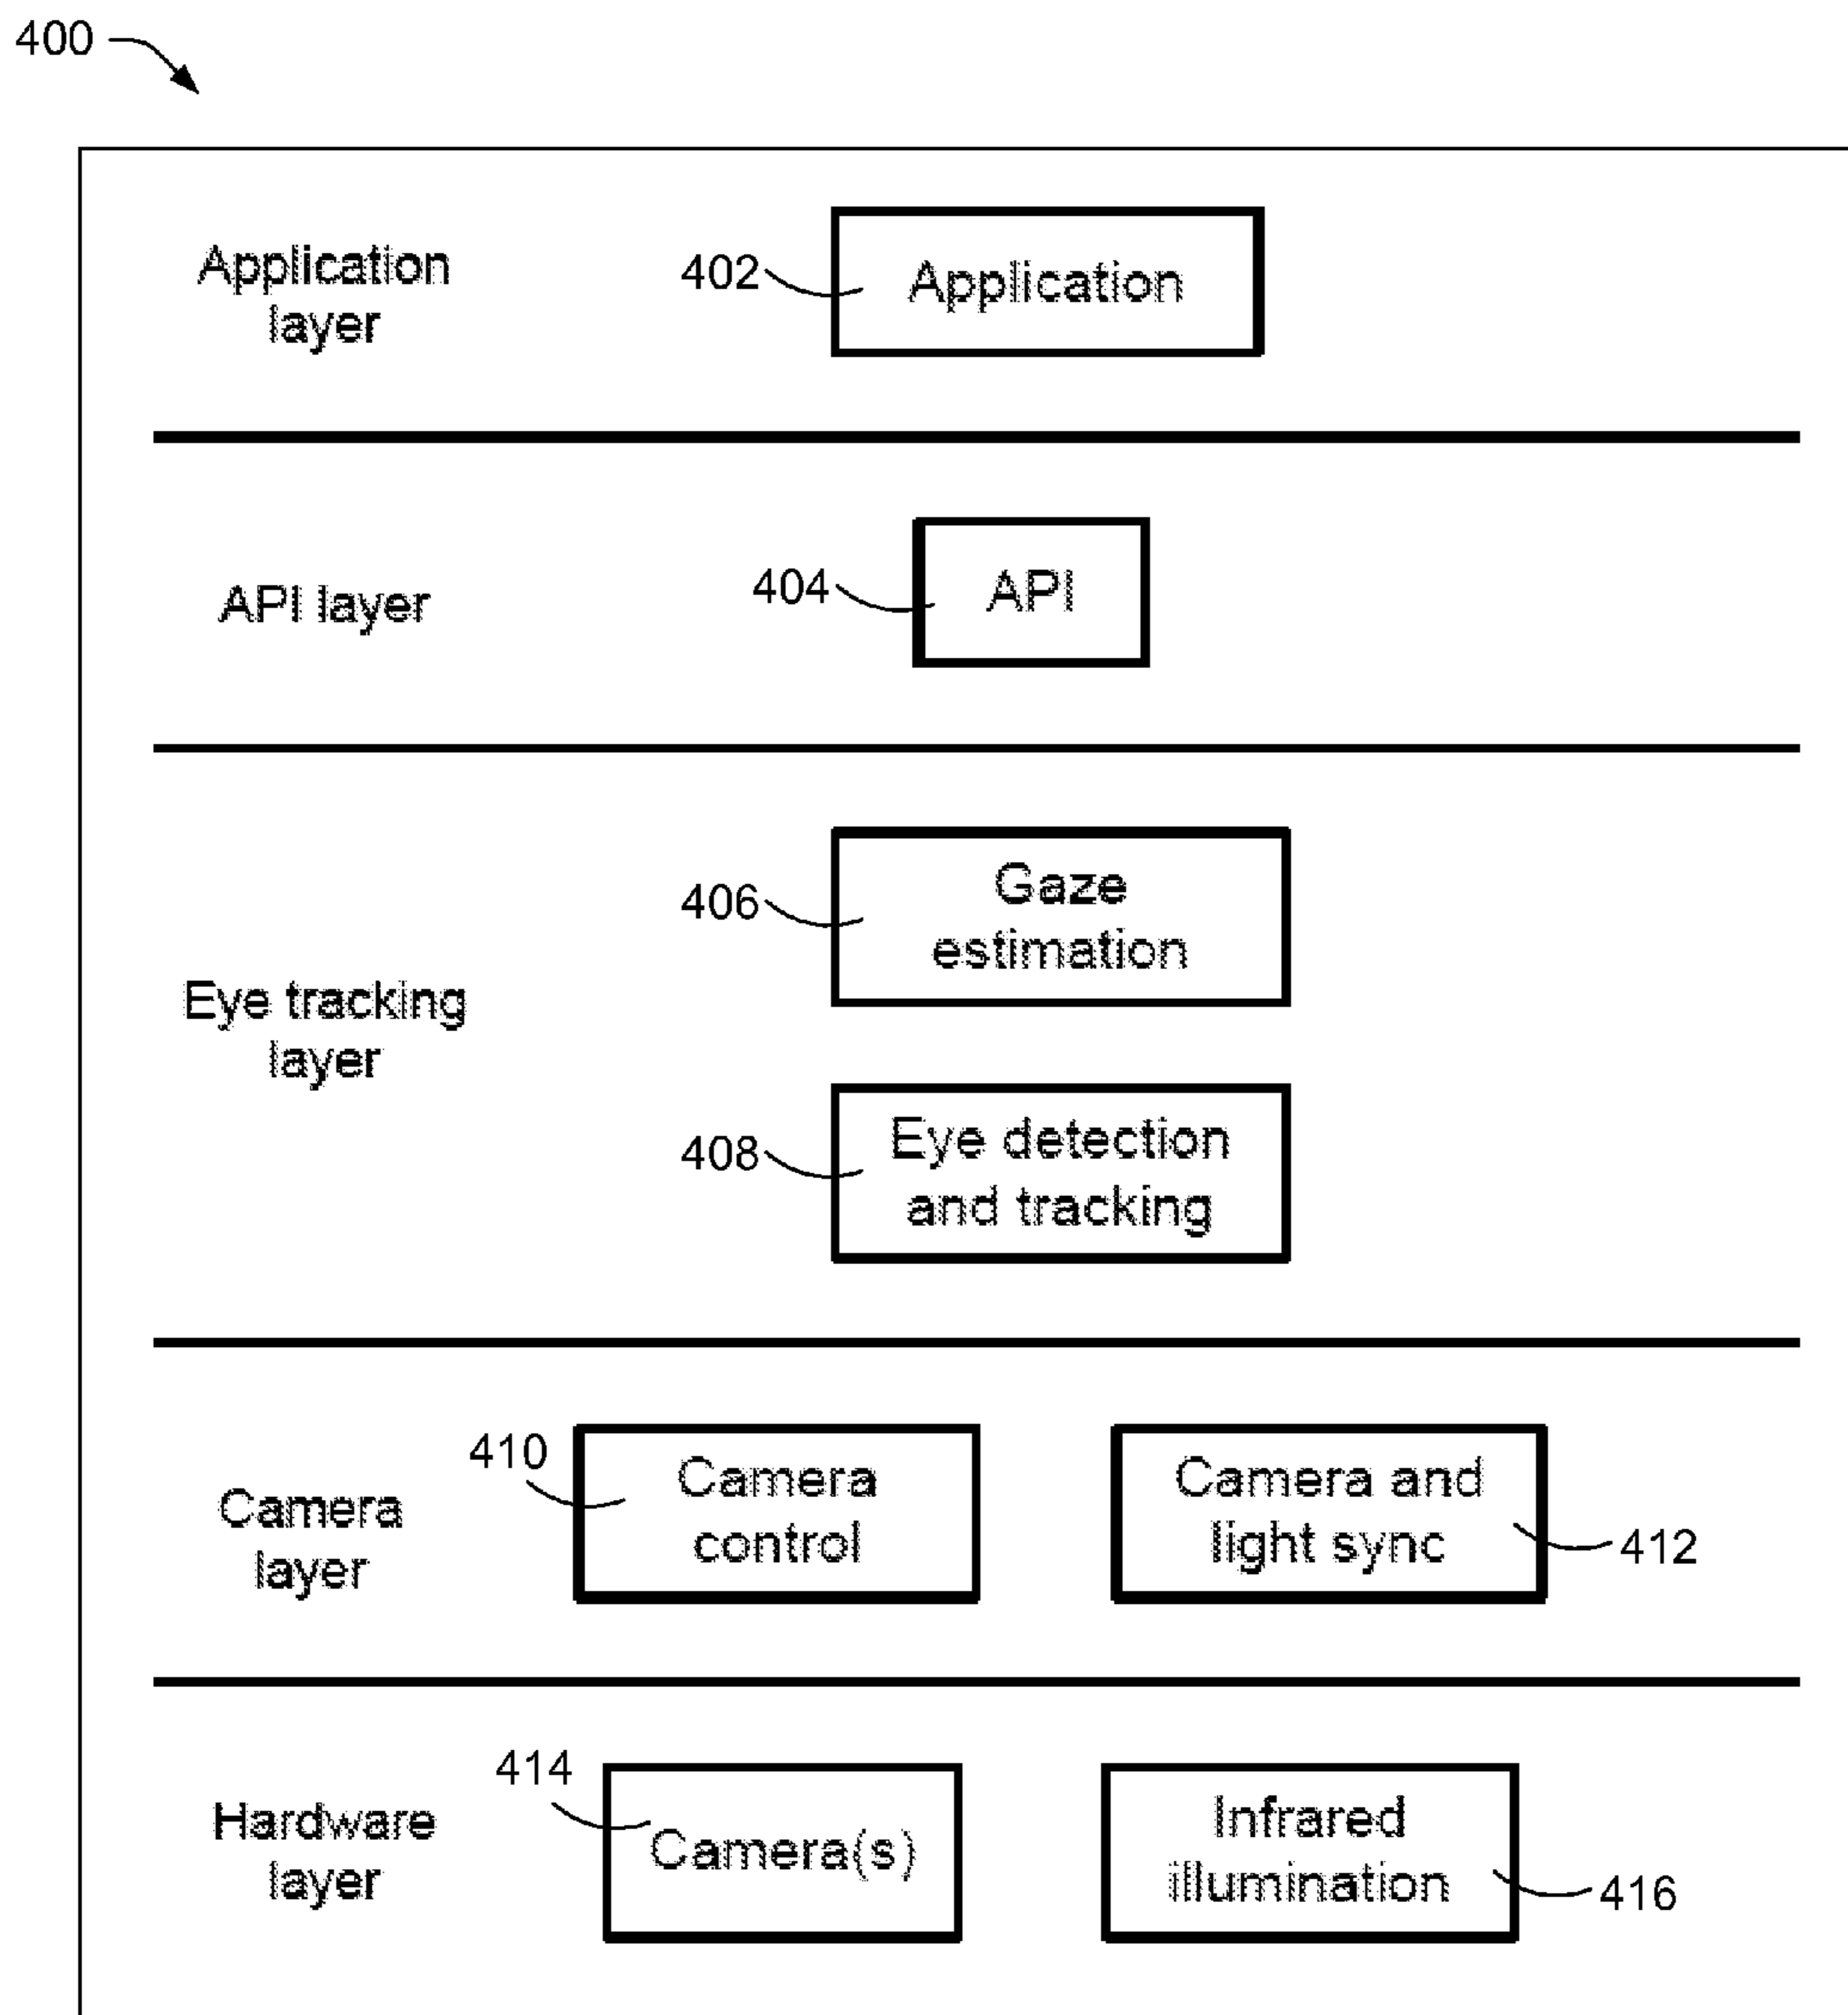 400
Application
layer
402
Application
API layer
404
API
Eye tracking
layer
406
Gaze
estimation
408
Eye detection
and tracking
Camera
layer
410
Camera
control
Camera and
light sync
412
Hardware
layer
414
Camera(s)
Infrared
illumination
416